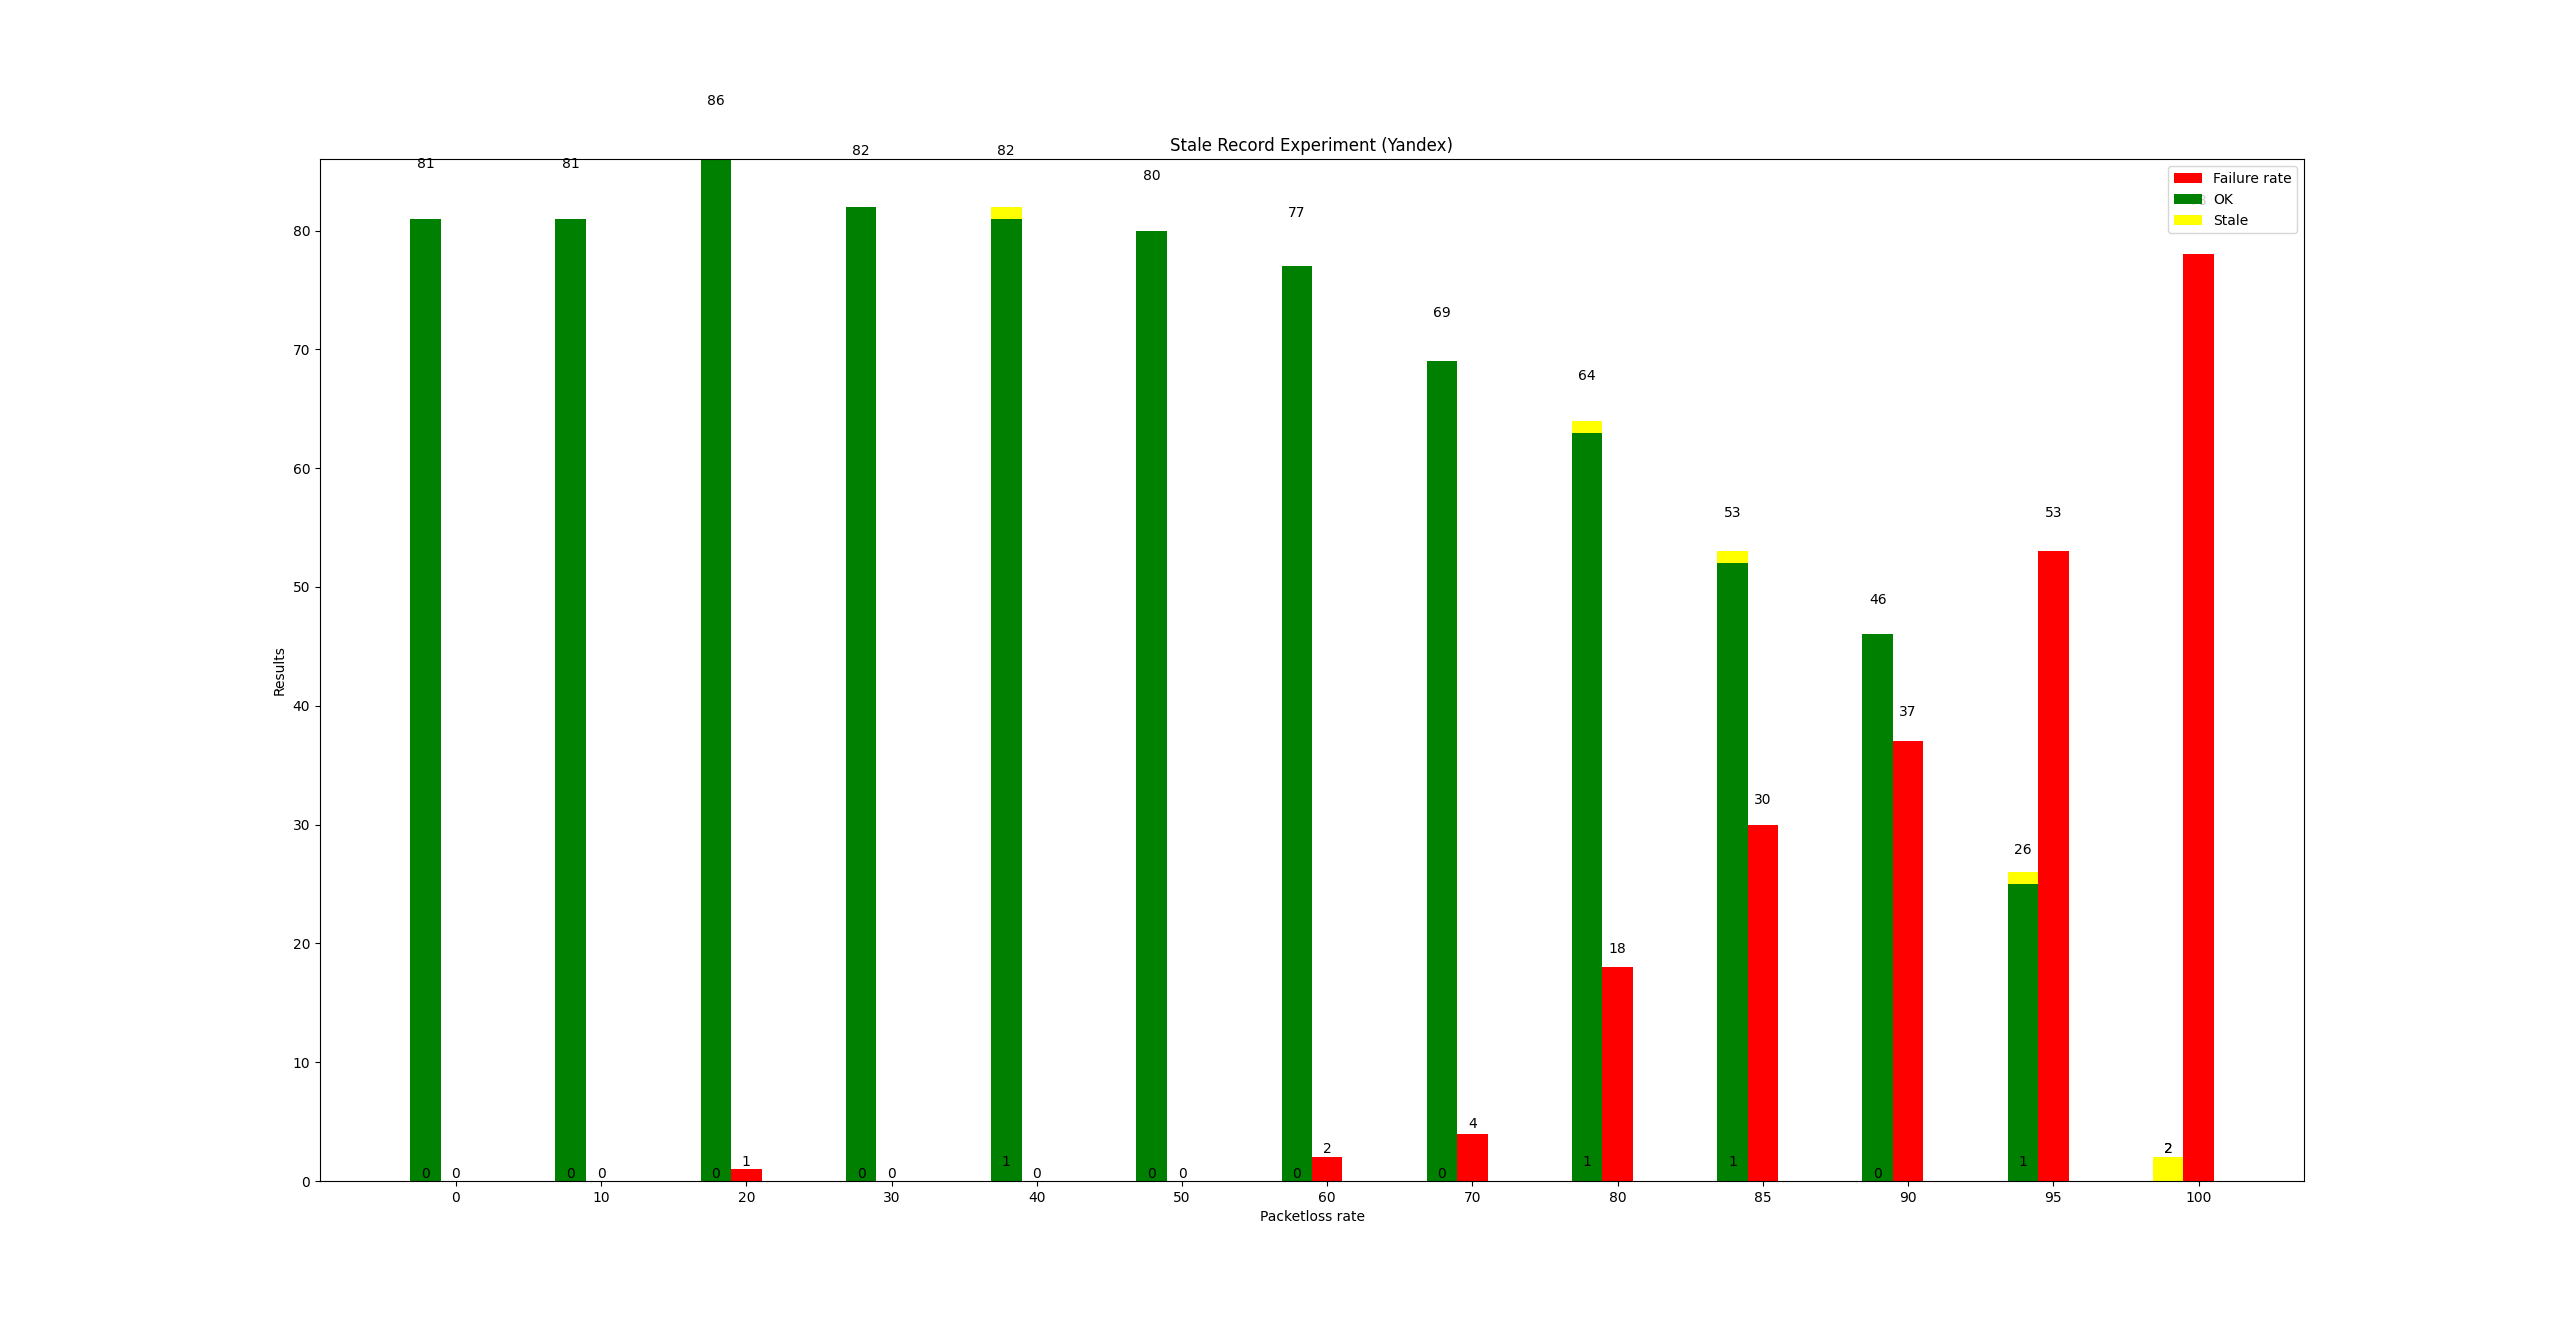 86
Stale Record Experiment (Yandex)
81 81 82 82 80 77 69 64 53 46 37 30 26 53 18
Failure rate
OK
Stale
80
70
60
50
40
30
20
10
0
Results
0 0 0 0 0 1 0 0 1 0 0 0 0 2 0 4 1 1 0 1 2
0 10 20 30 40 50 60 70 80 85 90 95 100
Packetloss rate